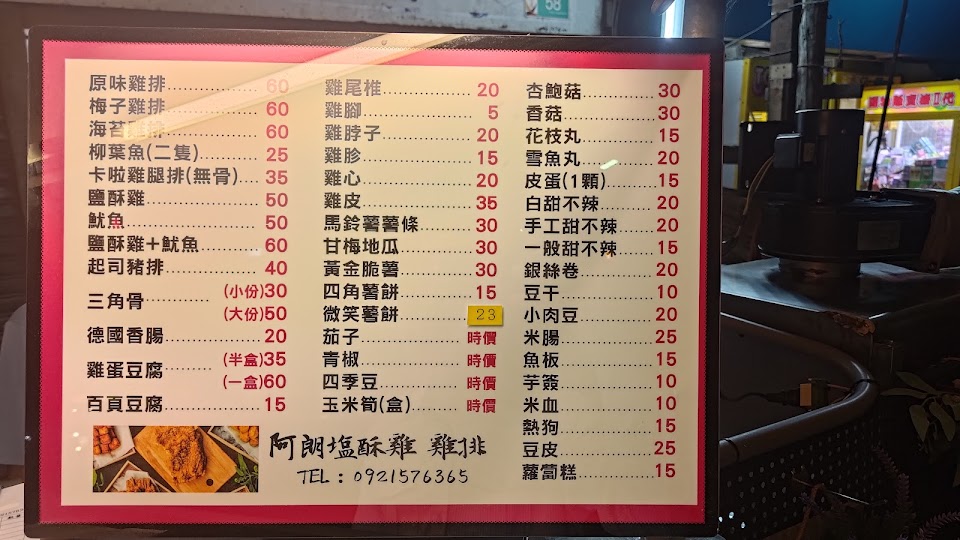 原味雞排 60
梅子雞排 60
海苔雞排 60
柳葉魚(二隻) 25
卡啦雞腿排(無骨) 35
鹽酥雞 50
魷魚 50
鹽酥雞+魷魚 60
起司豬排 40
三角骨 (小份)30
(大份)50
德國香腸 20
雞蛋豆腐 (半盒)35
(一盒)60
百頁豆腐 15
雞尾椎 20
雞腳 5
雞脖子 20
雞胗 15
雞心 20
雞皮 35
馬鈴薯薯條 30
甘梅地瓜 30
黃金脆薯 30
四角薯餅 15
微笑薯餅 23
茄子 時價
青椒 時價
四季豆 時價
玉米筍(盒) 時價
杏鮑菇 30
香菇 30
花枝丸 15
雪魚丸 20
皮蛋(1顆) 15
白甜不辣 20
手工甜不辣 20
一般甜不辣 15
銀絲卷 20
豆干 10
小肉豆 20
米腸 25
魚板 15
芋簽 10
米血 10
熱狗 15
豆皮 25
蘿蔔糕 15
阿朗塩酥雞 雞排
TEL：0921576365
58